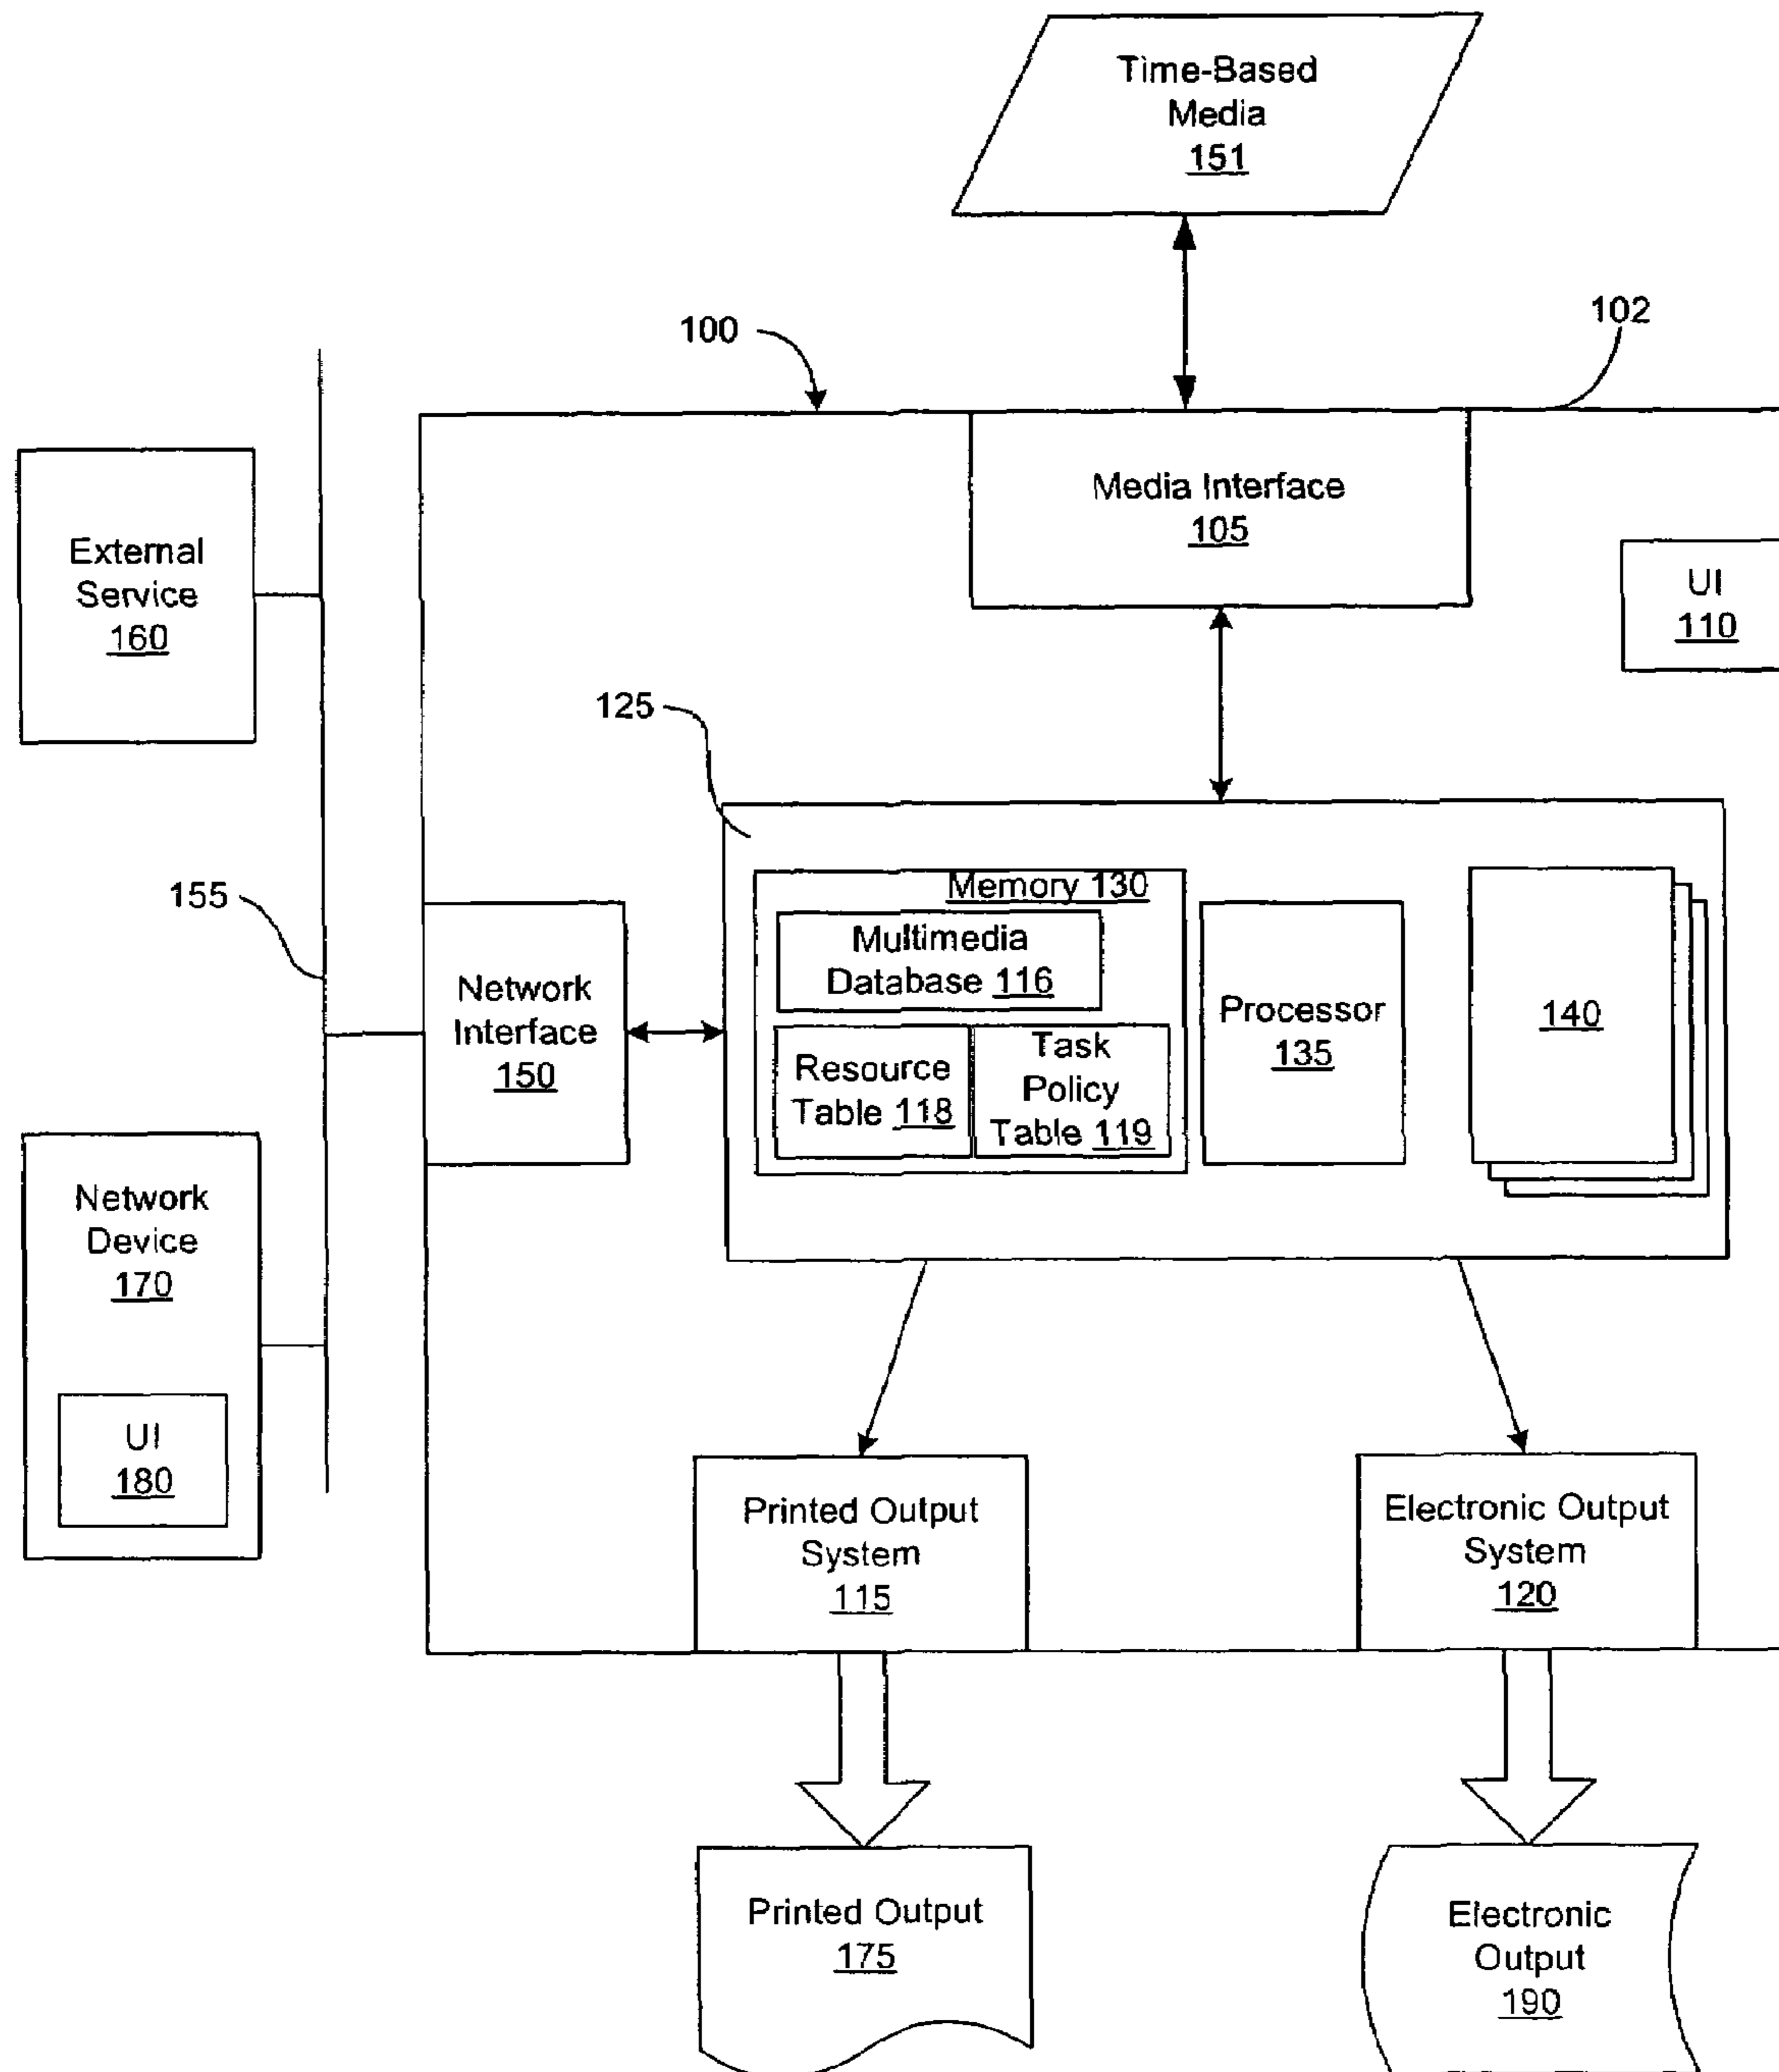 Time-Based
Media
151
100
102
Media Interface
105
External
Service
160
UI
110
125
155
Memory 130
Multimedia
Database 116
Resource
Table 118
Task
Policy
Table 119
Processor
135
140
Network
Interface
150
Network
Device
170
UI
180
Printed Output
System
115
Electronic Output
System
120
Printed Output
175
Electronic
Output
190